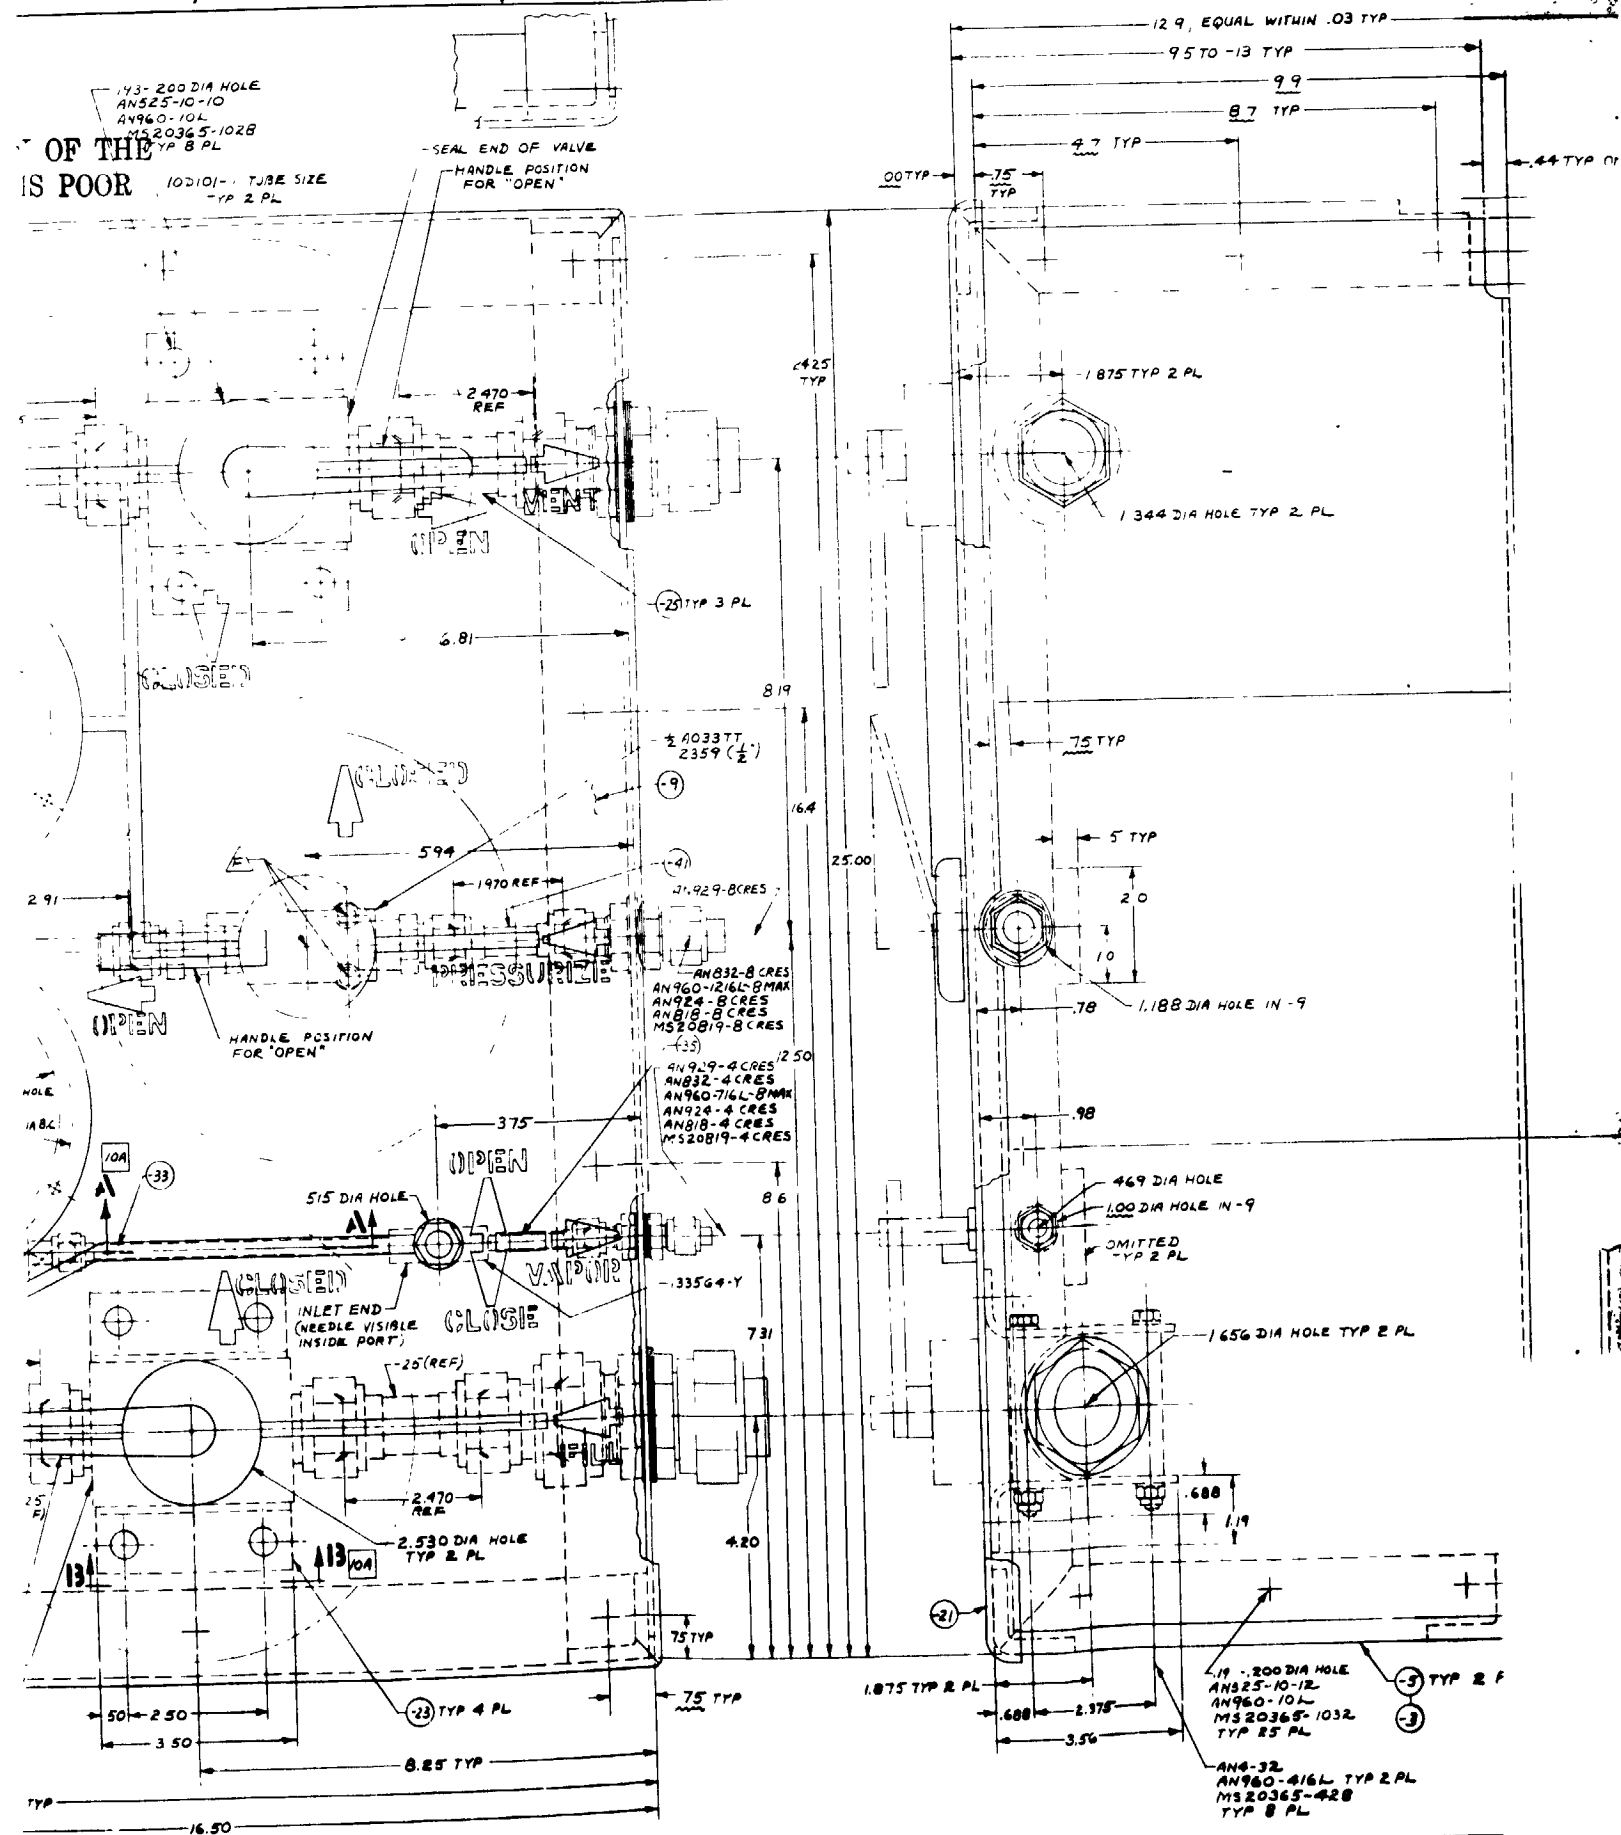 12 9, EQUAL WITHIN .03 TYP
9 5 TO -13 TYP
9 9
8 7 TYP
4 7 TYP
.44 TYP
.00 TYP
.75
TYP
.193-.200 DIA HOLE
AN525-10-10
AN960-10L
MS20365-1028
TYP 8 PL
OF THE
IS POOR
TUBE SIZE
TYP 2 PL
SEAL END OF VALVE
HANDLE POSITION
FOR "OPEN"
2425
TYP
1 875 TYP 2 PL
2.470
REF
1 344 DIA HOLE TYP 2 PL
VENT
OPEN
-25 TYP 3 PL
6.81
CLOSED
8 19
1/2 A033TT
2359 (1/2)
.75 TYP
CLOSED
-9
16.4
5 TYP
E
594
25.00
-41
1970 REF
AN929-8CRES
2 91
2 0
1 0
PRESSURIZE
AN832-8 CRES
AN960-1216L-8MAX
AN924-8 CRES
AN818-8 CRES
MS20819-8 CRES
-35
OPEN
HANDLE POSITION
FOR "OPEN"
.78
1.188 DIA HOLE IN -9
12 50
AN929-4 CRES
AN832-4 CRES
AN960-716L-8MAX
AN924-4 CRES
AN818-4 CRES
MS20819-4 CRES
HOLE
375
.98
10A
A
-33
OPEN
515 DIA HOLE
A
8 6
.469 DIA HOLE
1.00 DIA HOLE IN -9
OMITTED
TYP 2 PL
CLOSED
VAPOR
-33564-Y
INLET END
(NEEDLE VISIBLE
INSIDE PORT)
CLOSE
731
1 656 DIA HOLE TYP 2 PL
-25 (REF)
2.470
REF
.688
1.19
2.530 DIA HOLE
TYP 2 PL
4.20
13
13
10A
-21
75 TYP
.19 -.200 DIA HOLE
AN525-10-12
AN960-10L
MS20365-1032
TYP 25 PL
-5 TYP 2
-3
1.875 TYP 2 PL
.75 TYP
50
2 50
-23 TYP 4 PL
.688
2.375
3 50
3.56
8.25 TYP
AN4-32
AN960-416L TYP 2 PL
MS20365-428
TYP 8 PL
TYP
16.50